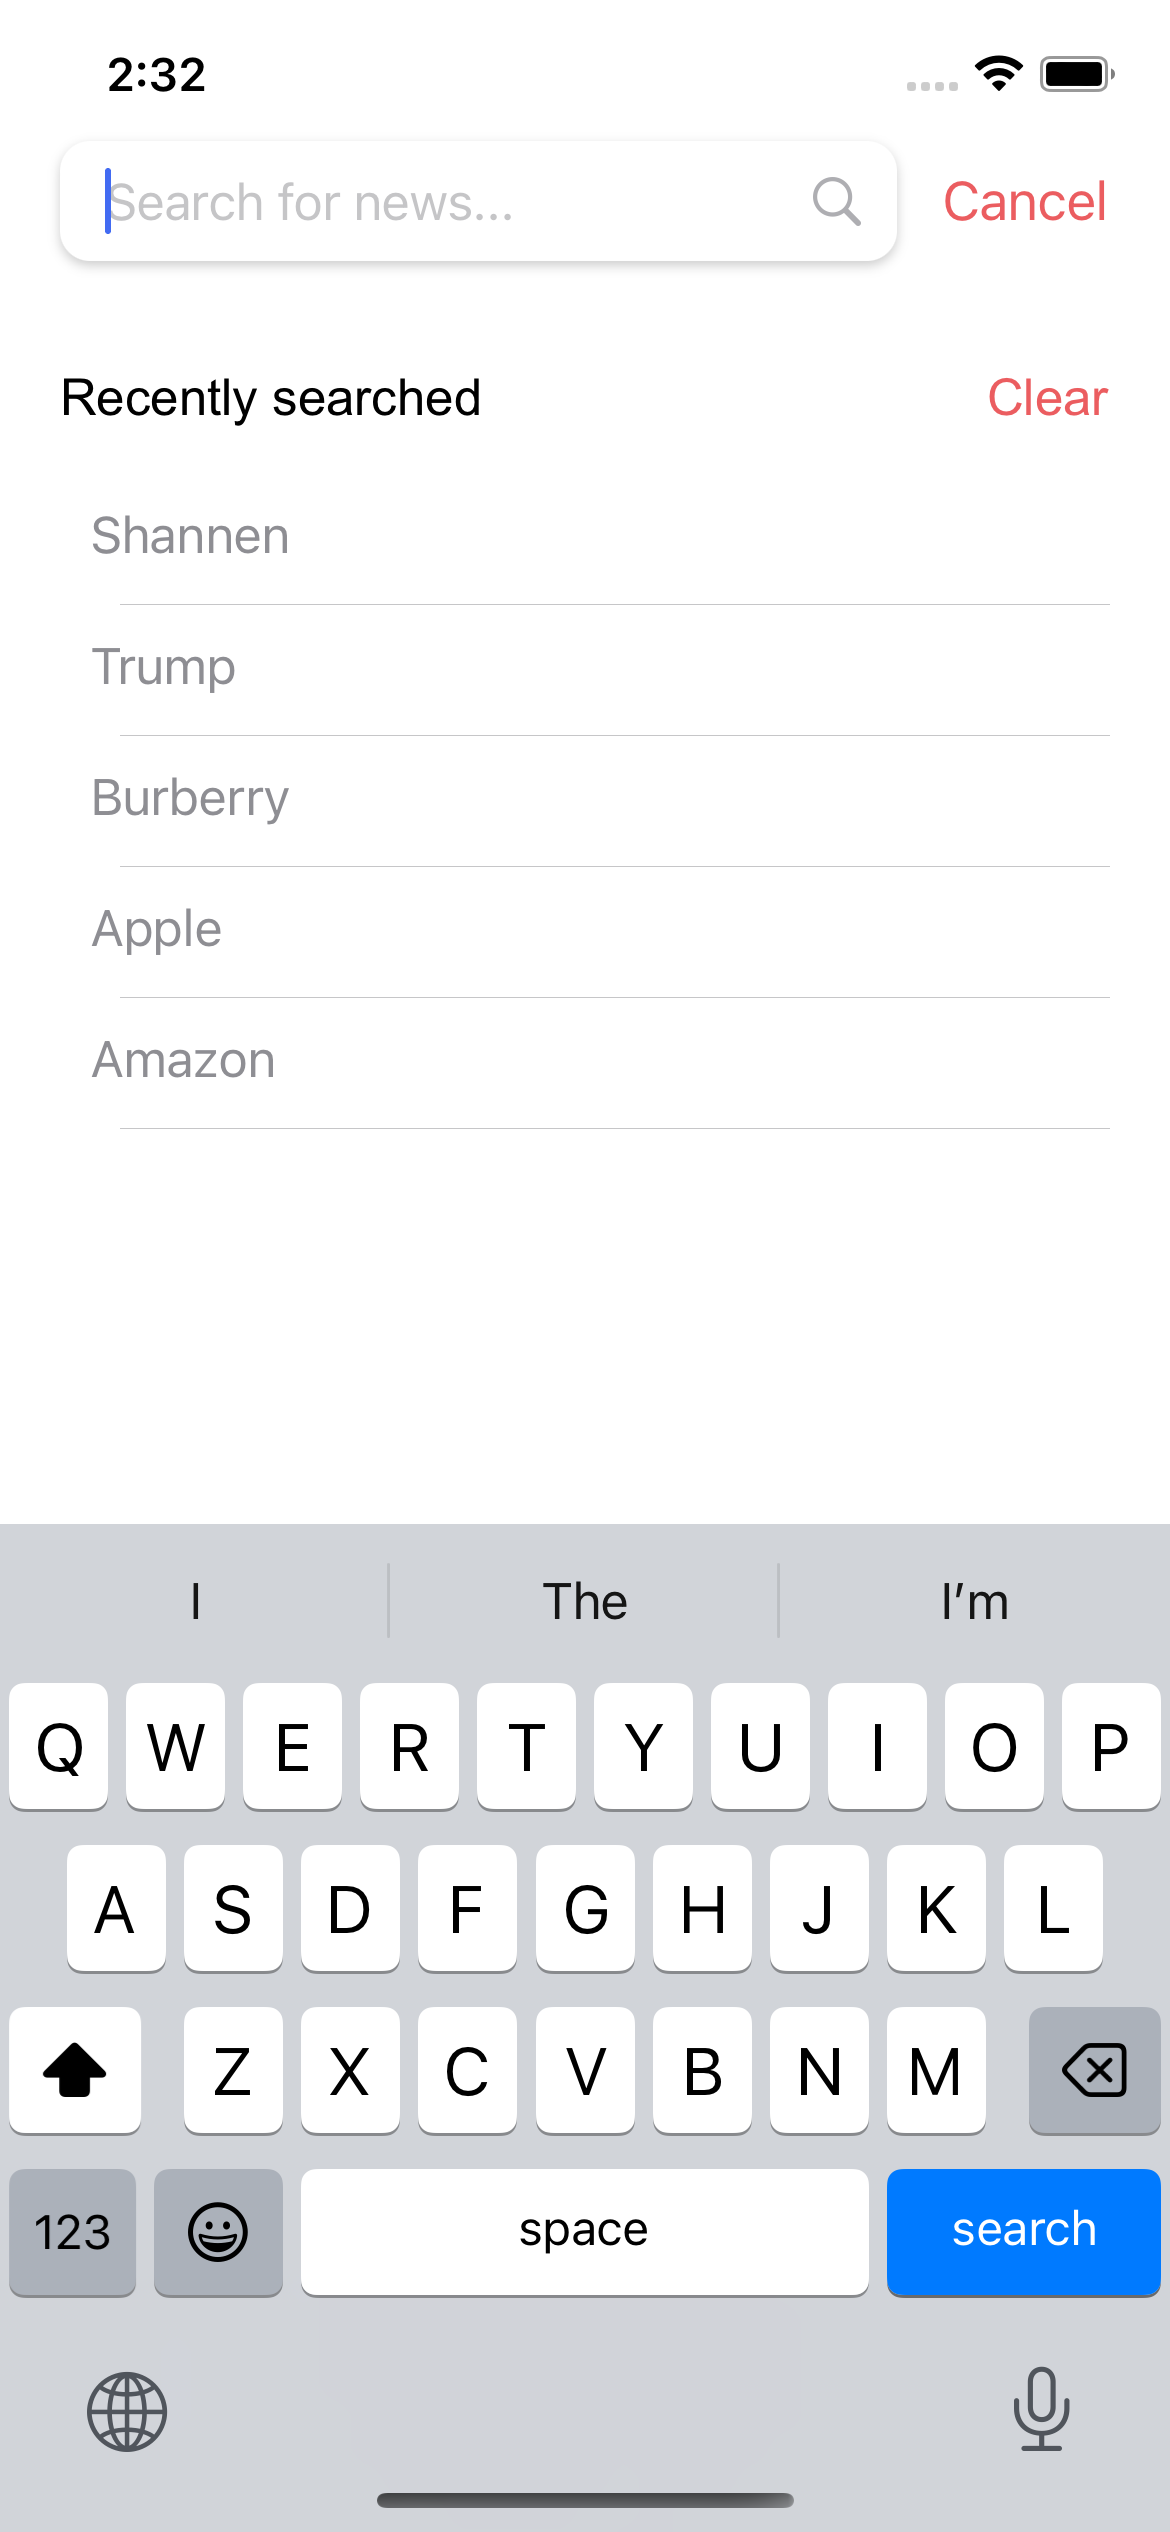 2:32
Search for news...
Cancel
Recently searched
Clear
Shannen
Trump
Burberry
Apple
Amazon
I
The
I’m
Q W E R T Y U I O P
A S D F G H J K L
Z X C V B N M
123
space
search